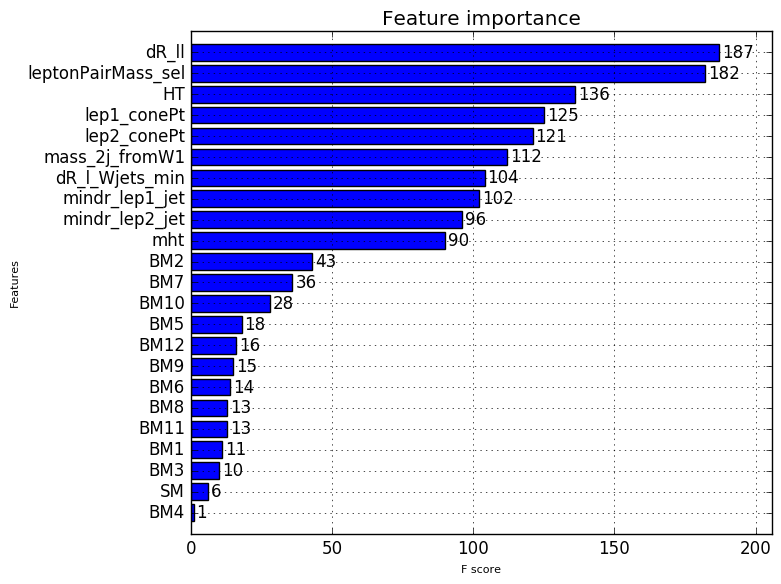 Feature importance
dR_ll 187
leptonPairMass_sel 182
HT 136
lep1_conePt 125
lep2_conePt 121
mass_2j_fromW1 112
dR_l_Wjets_min 104
mindr_lep1_jet 102
mindr_lep2_jet 96
mht 90
BM2 43
BM7 36
BM10 28
BM5 18
BM12 16
BM9 15
BM6 14
BM8 13
BM11 13
BM1 11
BM3 10
SM 6
BM4 1
Features
0 50 100 150 200
F score